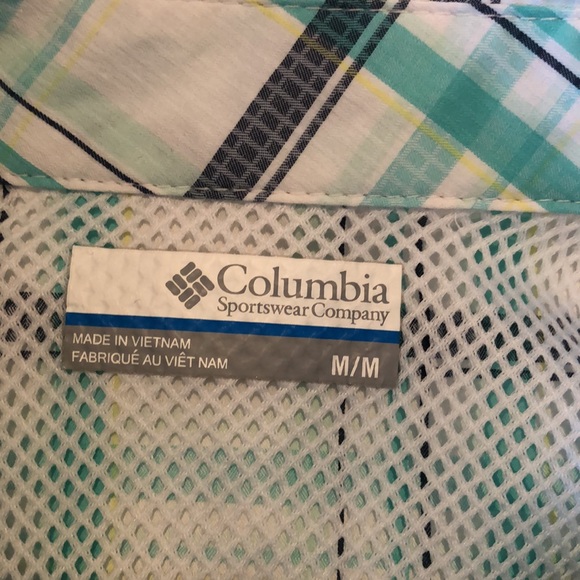 Columbia
Sportswear Company
MADE IN VIETNAM
FABRIQUÉ AU VIÊT NAM
M/M